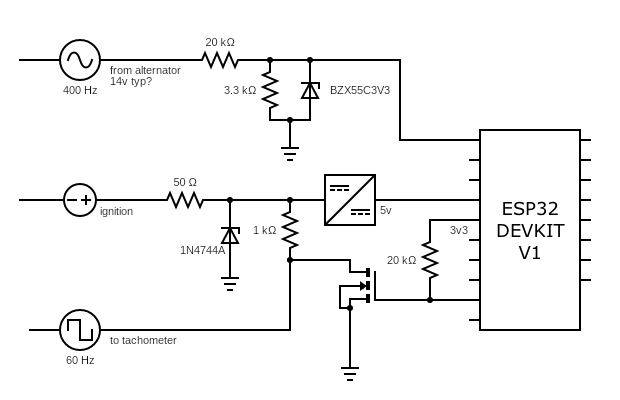 20 kΩ
from alternator
14v typ?
400 Hz
3.3 kΩ
BZX55C3V3
50 Ω
ignition
1N4744A
1 kΩ
5v
3v3
20 kΩ
ESP32
DEVKIT
V1
to tachometer
60 Hz